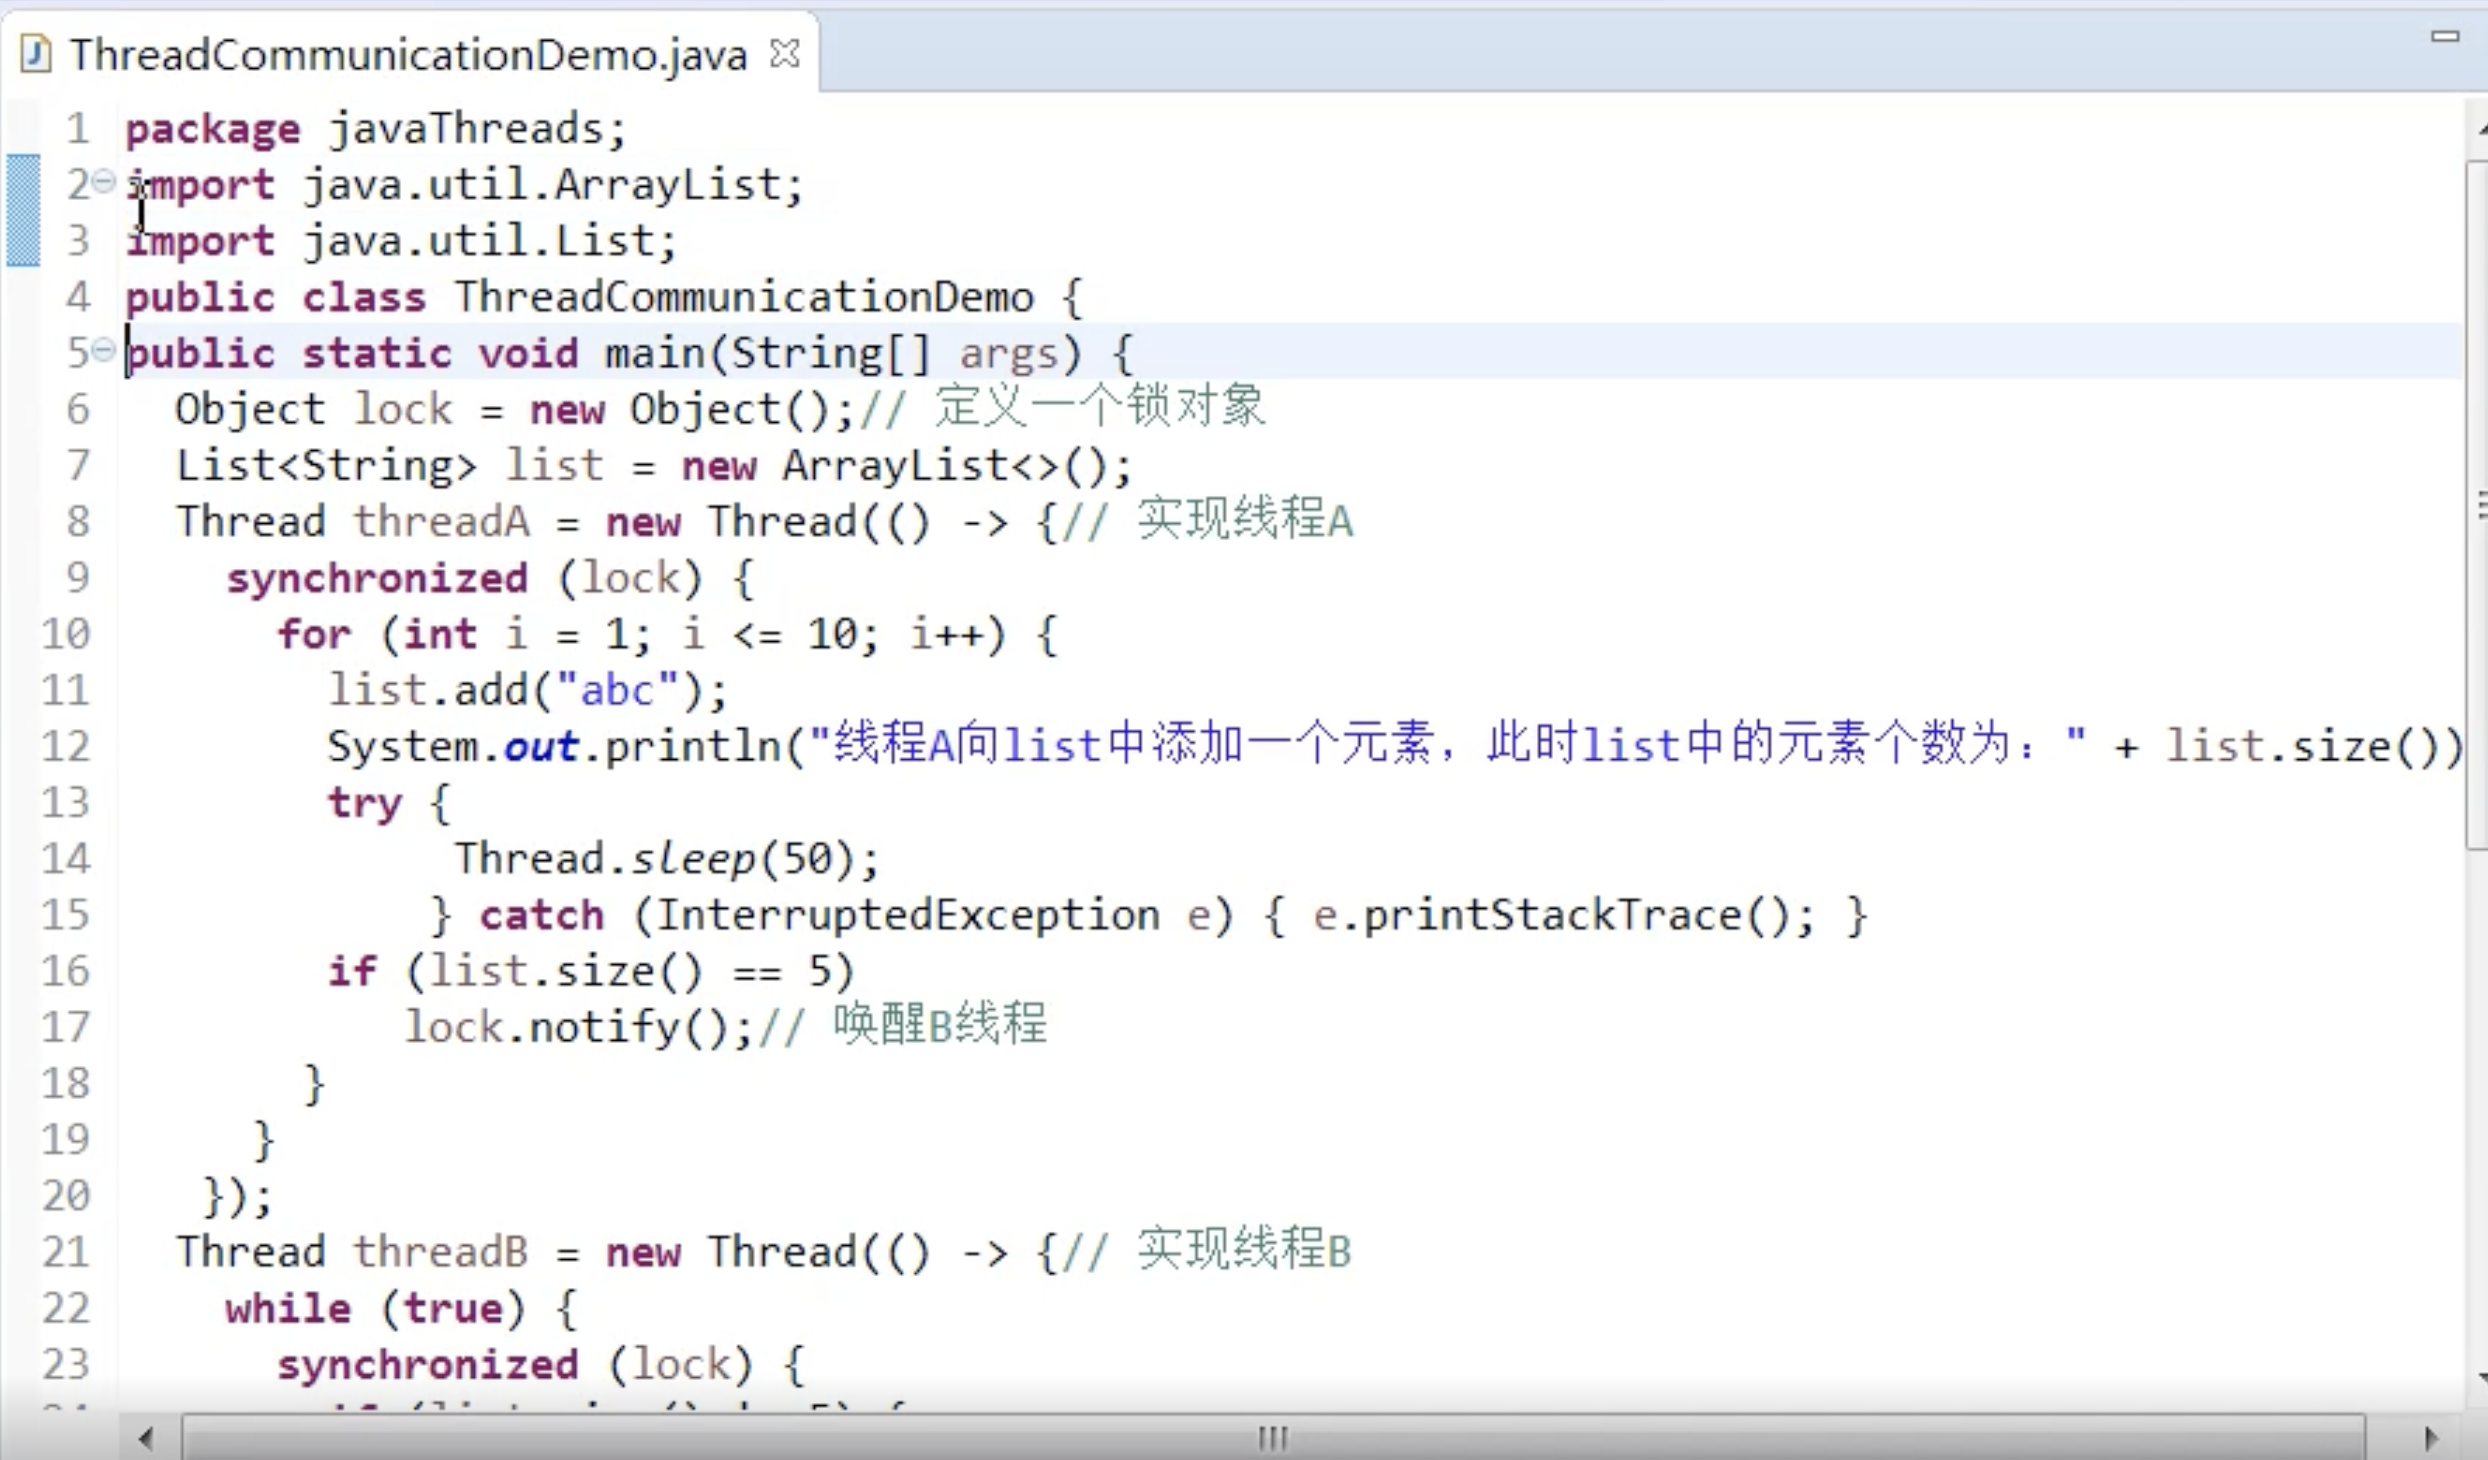 ThreadCommunicationDemo.java
1 package javaThreads;
2 import java.util.ArrayList;
3 import java.util.List;
4 public class ThreadCommunicationDemo {
5 public static void main(String[] args) {
6 Object lock = new Object();// 定义一个锁对象
7 List<String> list = new ArrayList<>();
8 Thread threadA = new Thread(() -> {// 实现线程A
9 synchronized (lock) {
10 for (int i = 1; i <= 10; i++) {
11 list.add("abc");
12 System.out.println("线程A向list中添加一个元素，此时list中的元素个数为：" + list.size())
13 try {
14 Thread.sleep(50);
15 } catch (InterruptedException e) { e.printStackTrace(); }
16 if (list.size() == 5)
17 lock.notify();// 唤醒B线程
18 }
19 }
20 });
21 Thread threadB = new Thread(() -> {// 实现线程B
22 while (true) {
23 synchronized (lock) {